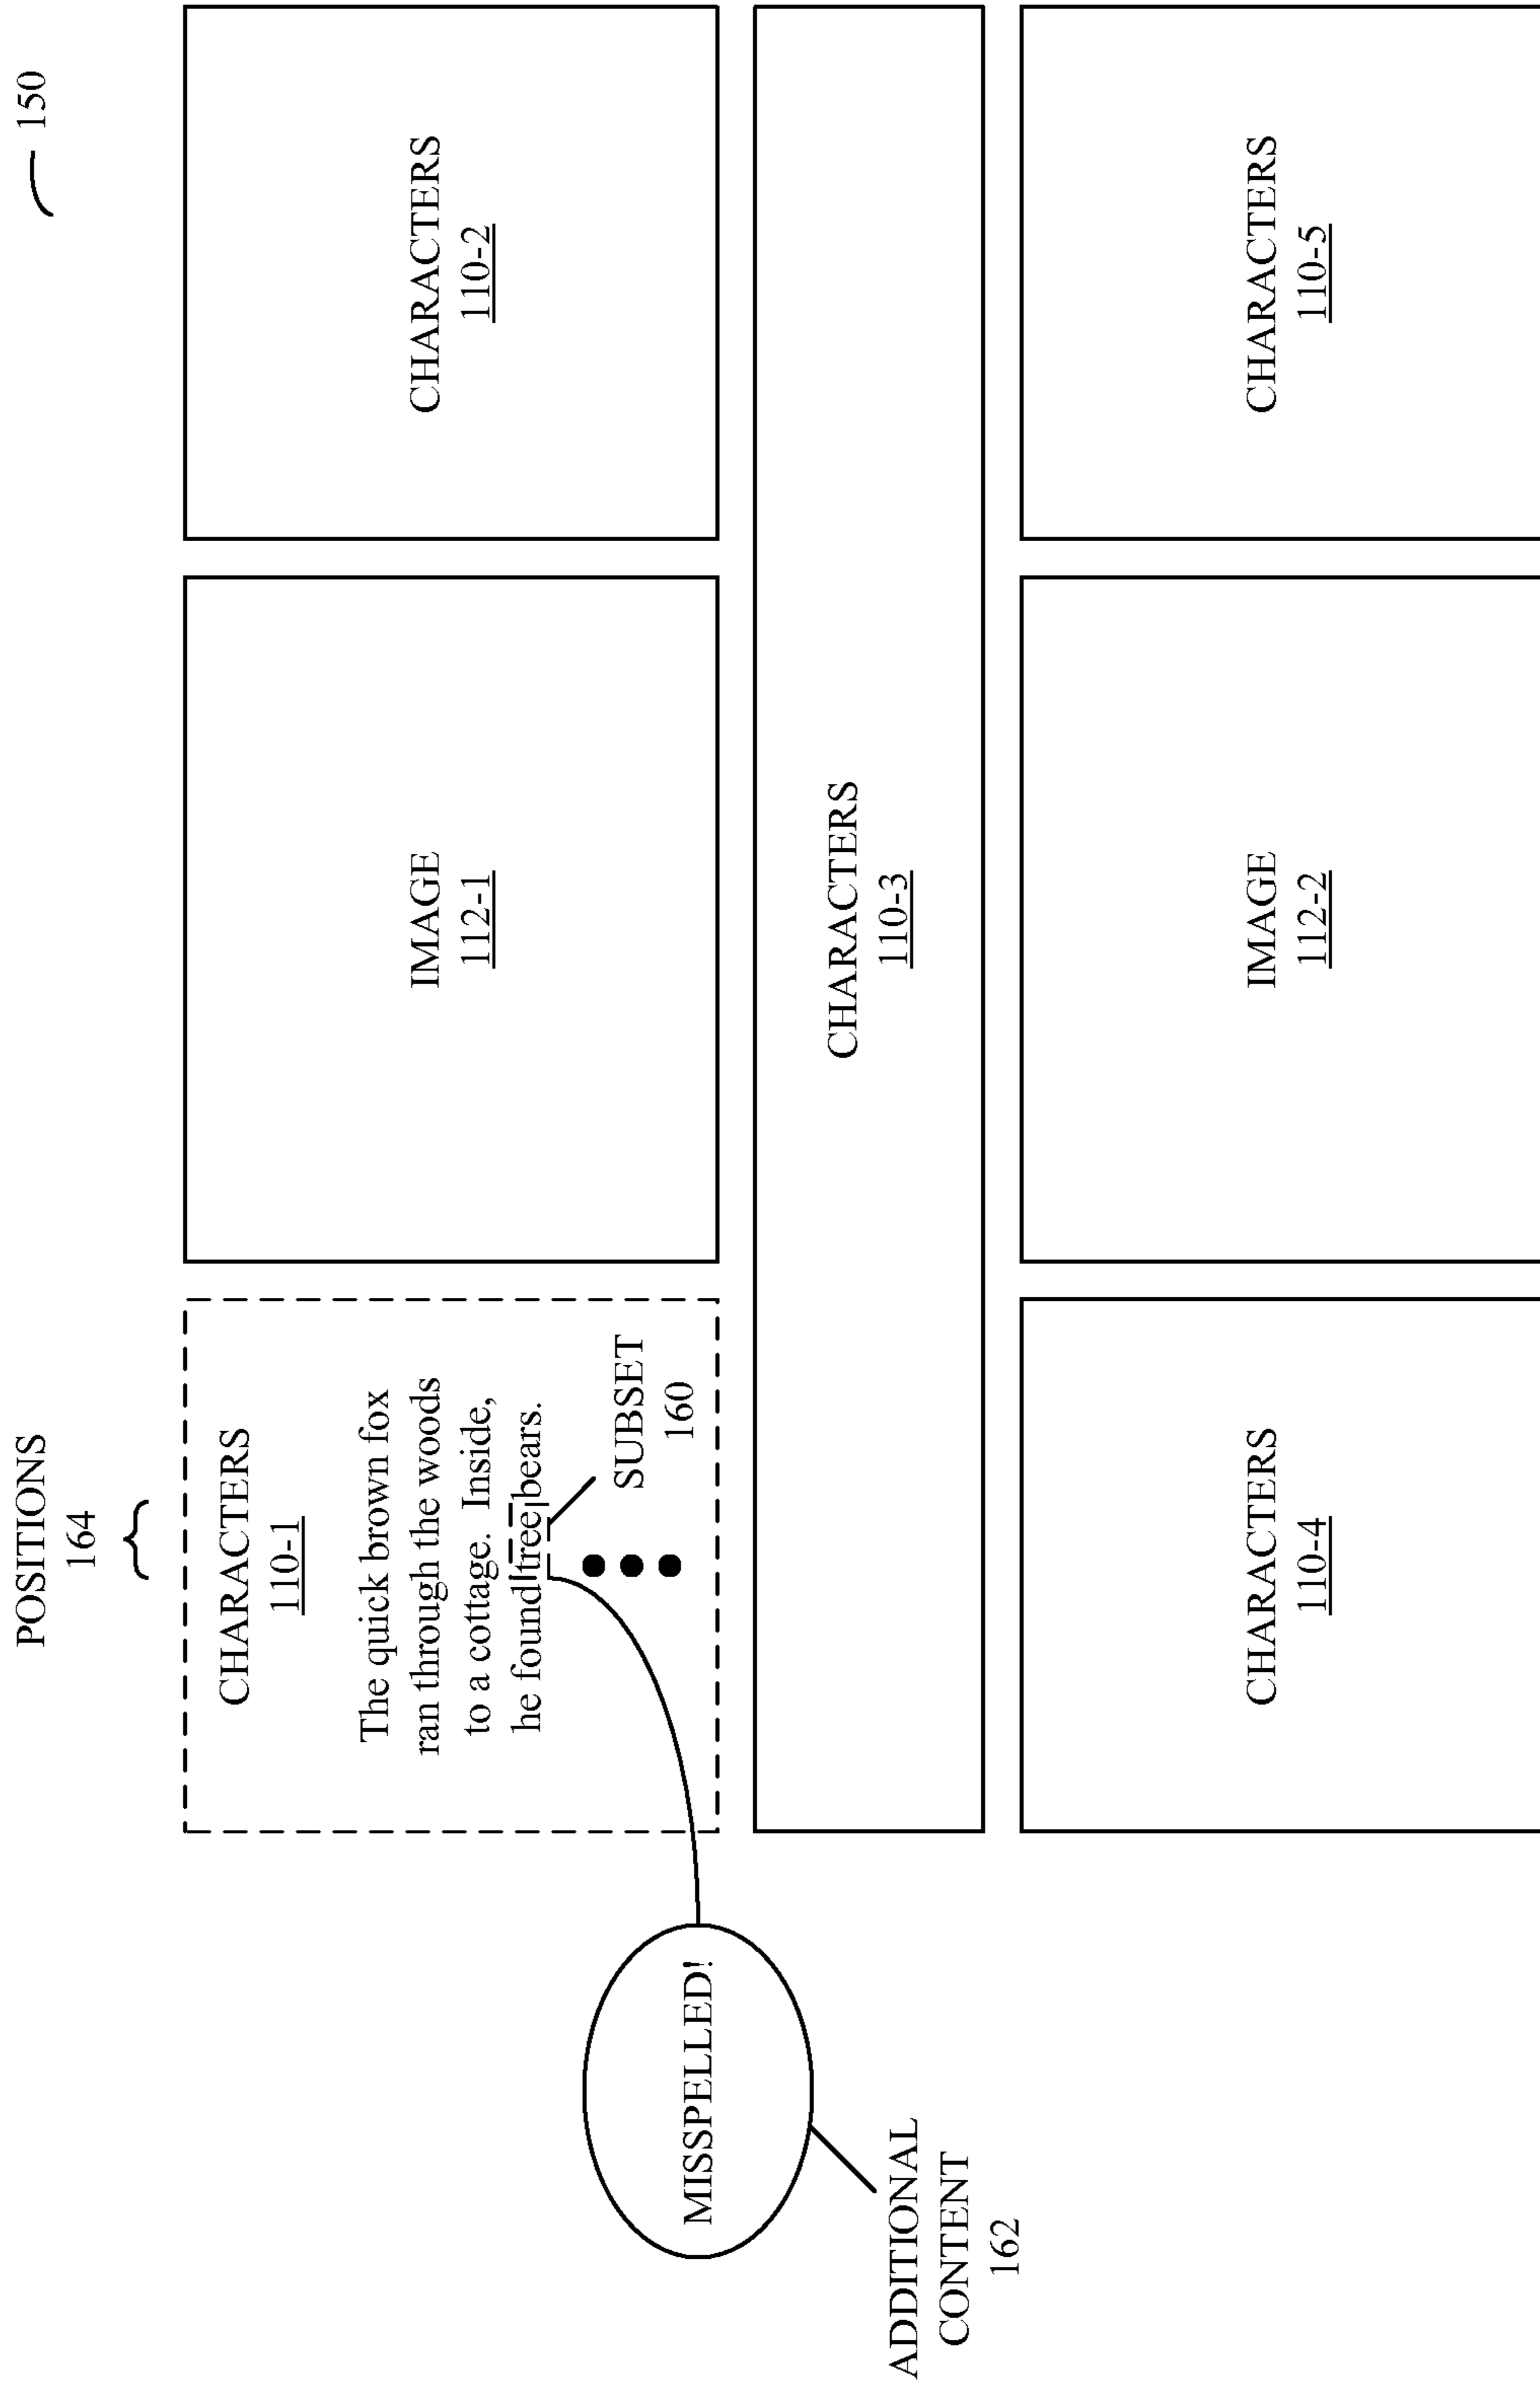 150
POSITIONS
164
CHARACTERS
110-1
The quick brown fox
ran through the woods
to a cottage.  Inside,
he found tree bears.
SUBSET
160
IMAGE
112-1
CHARACTERS
110-2
MISSPELLED!
ADDITIONAL
CONTENT
162
CHARACTERS
110-3
CHARACTERS
110-4
IMAGE
112-2
CHARACTERS
110-5